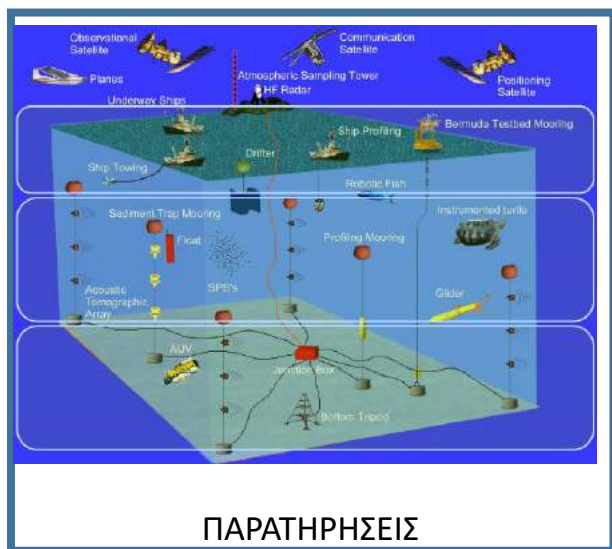 Observational
Satellite
Communication
Satellite
Planes
Atmospheric Sampling Tower
HF Radar
Positioning
Satellite
Underway Ships
Bermuda Testbed Mooring
Ship Profiling
Drifter
Ship Towing
Robotic Fish
Sediment Trap Mooring
Instrumented turtle
Float
Profiling Mooring
SPS's
Acoustic
Tomographic
Array
Glider
AUV
Junction Box
Bottom Tripod
ΠΑΡΑΤΗΡΗΣΕΙΣ